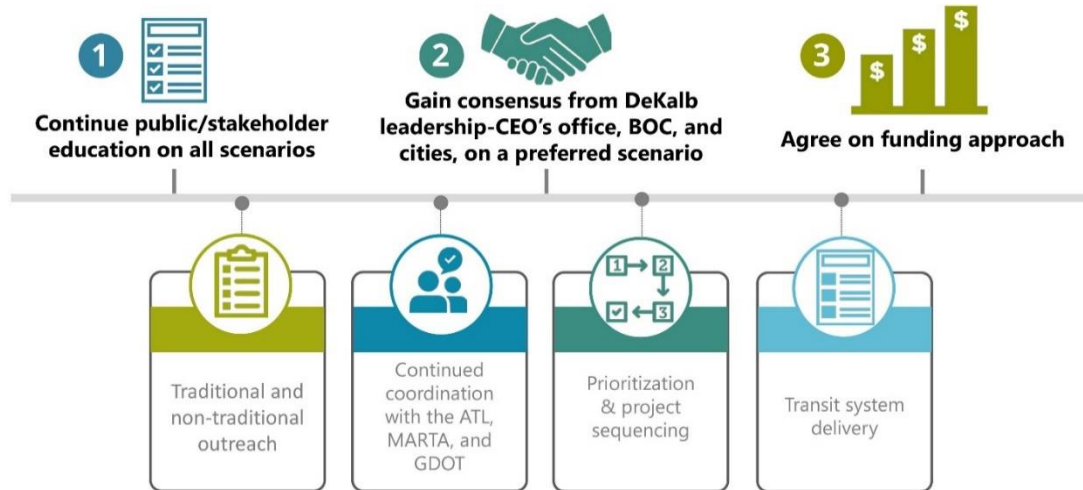 1
Continue public/stakeholder
education on all scenarios
2
Gain consensus from DeKalb
leadership-CEO's office, BOC, and
cities, on a preferred scenario
3
$ $ $
Agree on funding approach
Traditional and
non-traditional
outreach
Continued
coordination
with the ATL,
MARTA, and
GDOT
1 2
3
Prioritization
& project
sequencing
Transit system
delivery